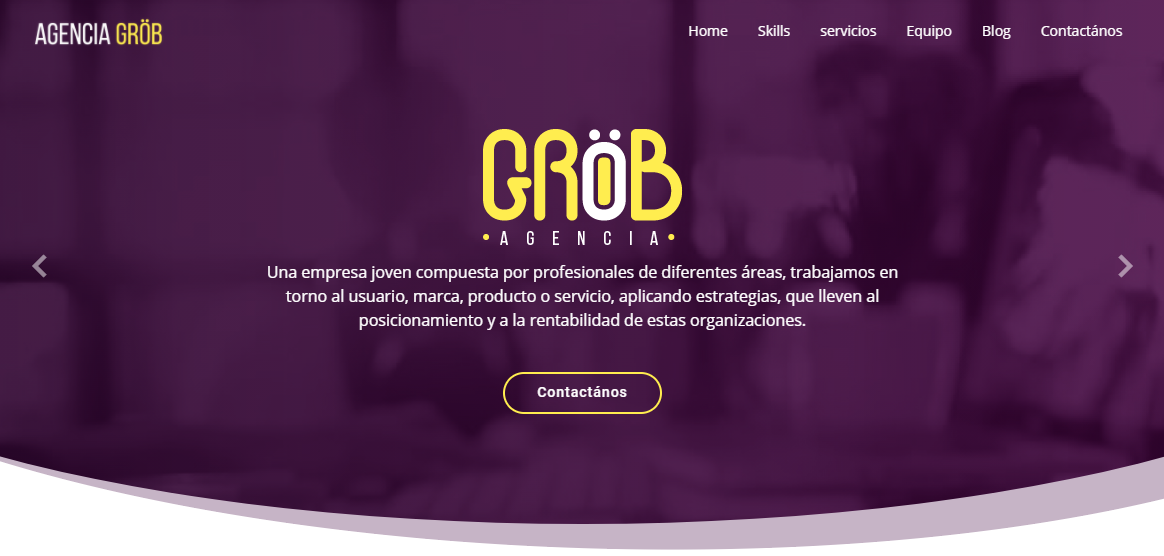 AGENCIA GRÖB
Home Skills servicios Equipo Blog Contactános
GRÖB
AGENCIA
Una empresa joven compuesta por profesionales de diferentes áreas, trabajamos en
torno al usuario, marca, producto o servicio, aplicando estrategias, que lleven al
posicionamiento y a la rentabilidad de estas organizaciones.
Contactános